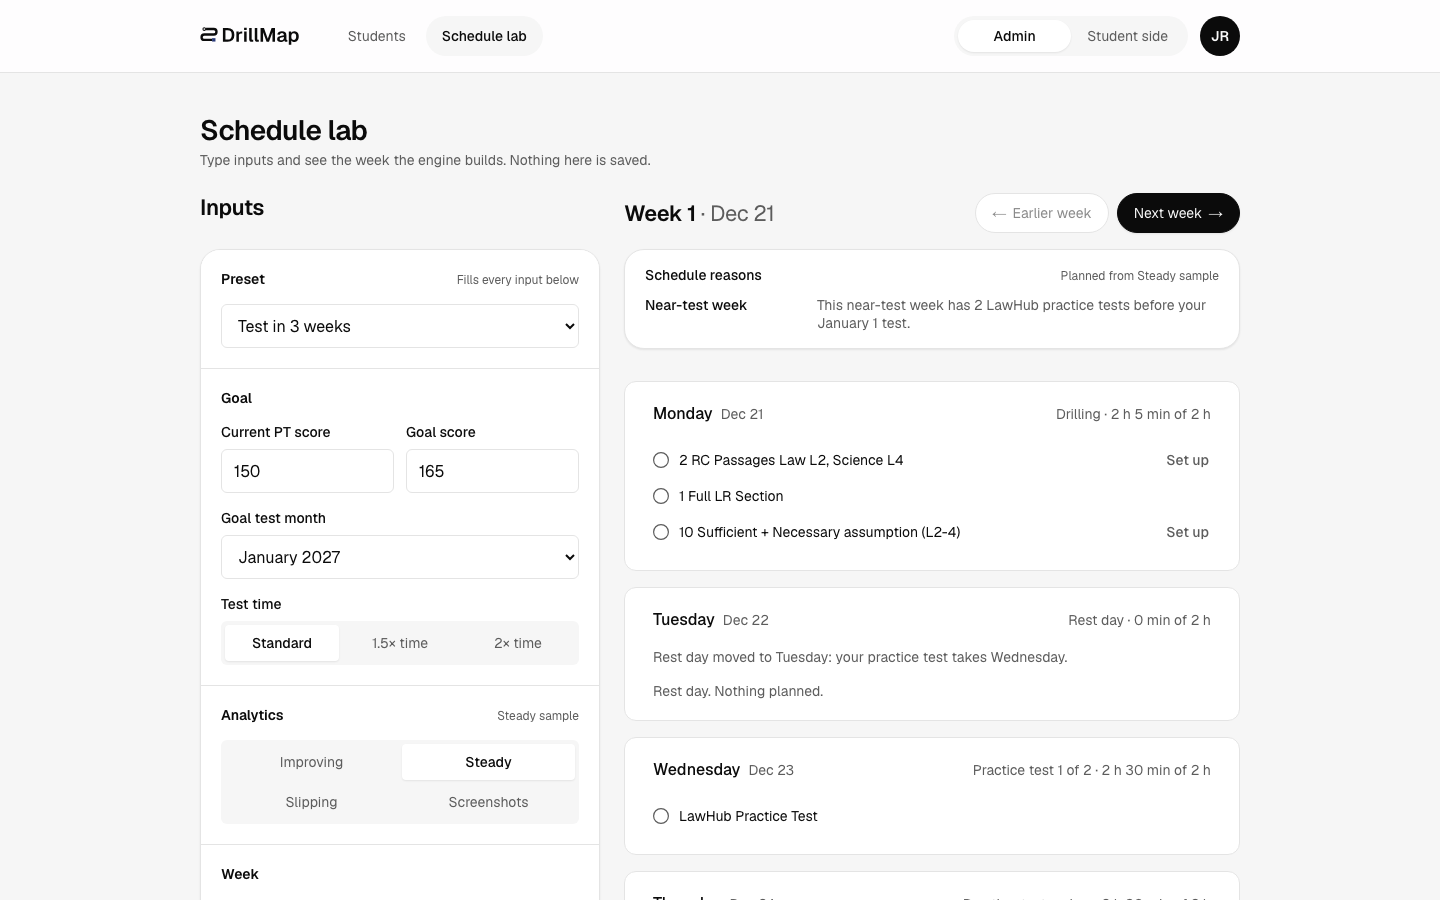 DrillMap
Students
Schedule lab
Admin
Student side
JR
Schedule lab
Type inputs and see the week the engine builds. Nothing here is saved.
Inputs
Preset
Fills every input below
Test in 3 weeks
Goal
Current PT score
Goal score
150
165
Goal test month
January 2027
Test time
Standard
1.5× time
2× time
Analytics
Steady sample
Improving
Steady
Slipping
Screenshots
Week
Week 1 · Dec 21
← Earlier week
Next week →
Schedule reasons
Planned from Steady sample
Near-test week
This near-test week has 2 LawHub practice tests before your
January 1 test.
Monday Dec 21
Drilling · 2 h 5 min of 2 h
2 RC Passages Law L2, Science L4
Set up
1 Full LR Section
10 Sufficient + Necessary assumption (L2-4)
Set up
Tuesday Dec 22
Rest day · 0 min of 2 h
Rest day moved to Tuesday: your practice test takes Wednesday.
Rest day. Nothing planned.
Wednesday Dec 23
Practice test 1 of 2 · 2 h 30 min of 2 h
LawHub Practice Test